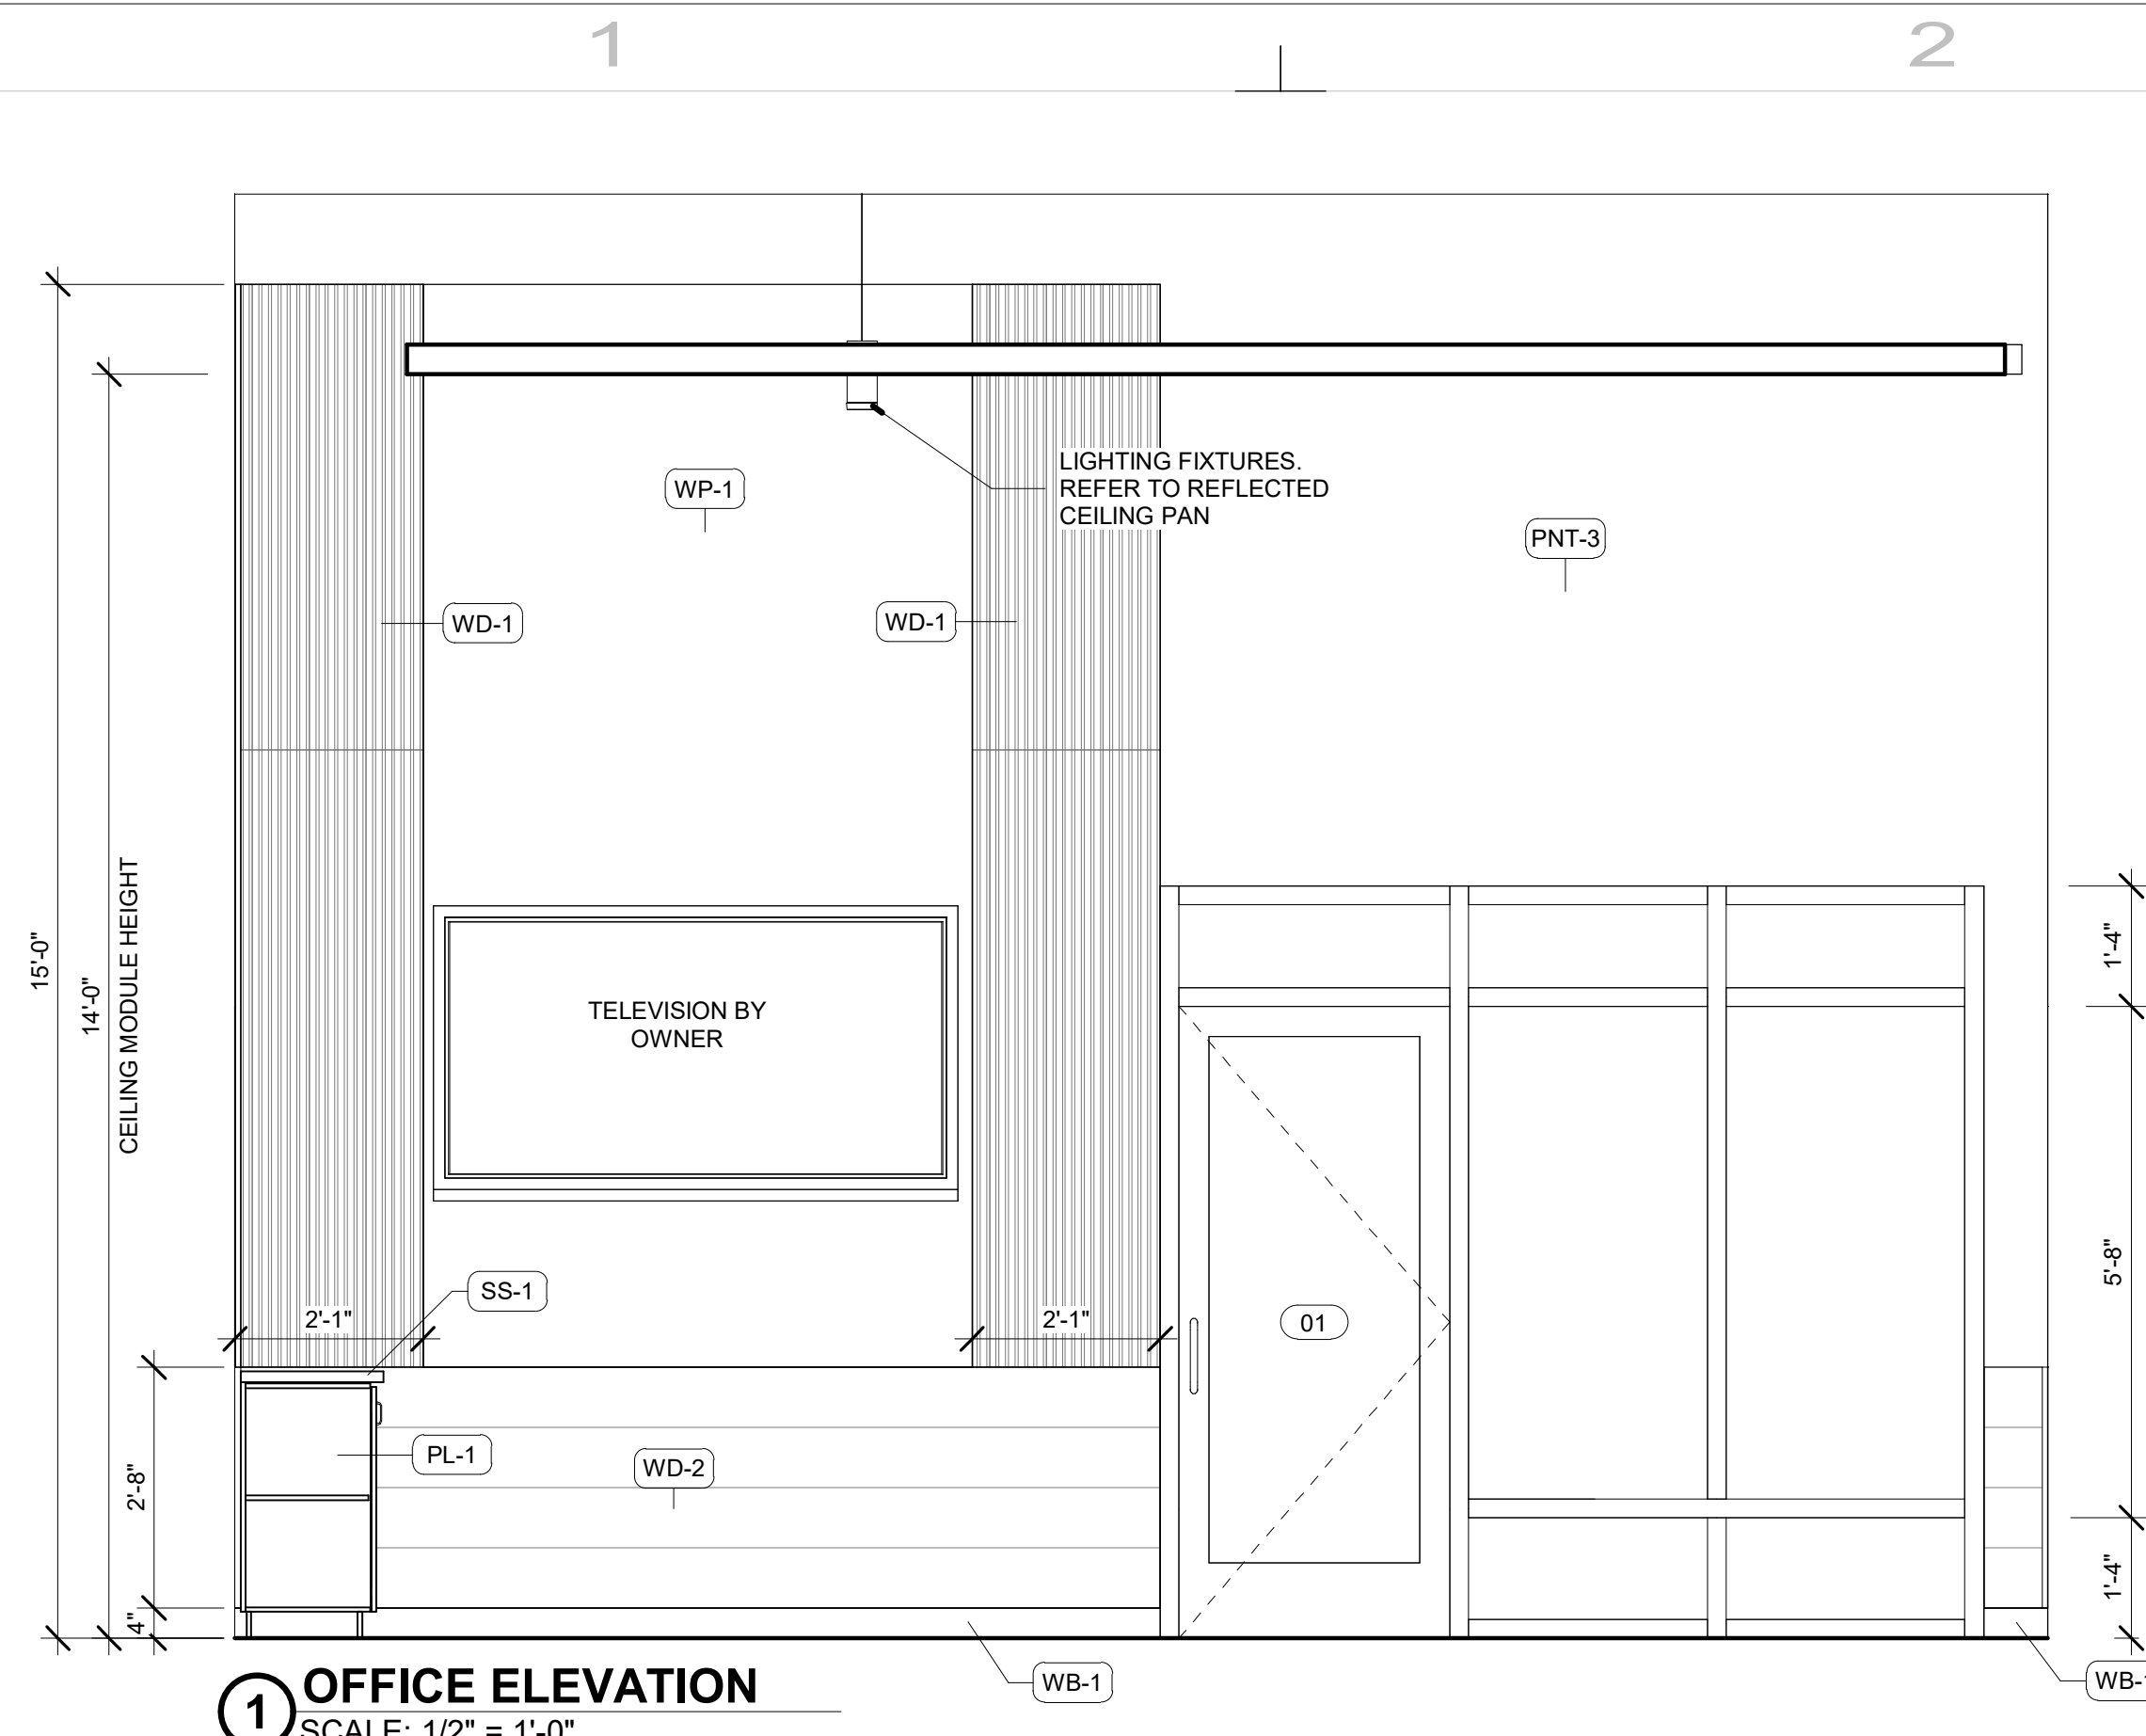 1
2
LIGHTING FIXTURES.
REFER TO REFLECTED
CEILING PAN
WP-1
PNT-3
WD-1
WD-1
15'-0"
14'-0"
CEILING MODULE HEIGHT
1'-4"
TELEVISION BY
OWNER
5'-8"
SS-1
2'-1"
2'-1"
01
PL-1
WD-2
2'-8"
1'-4"
4"
WB-1
WB-1
1
OFFICE ELEVATION
SCALE: 1/2" = 1'-0"